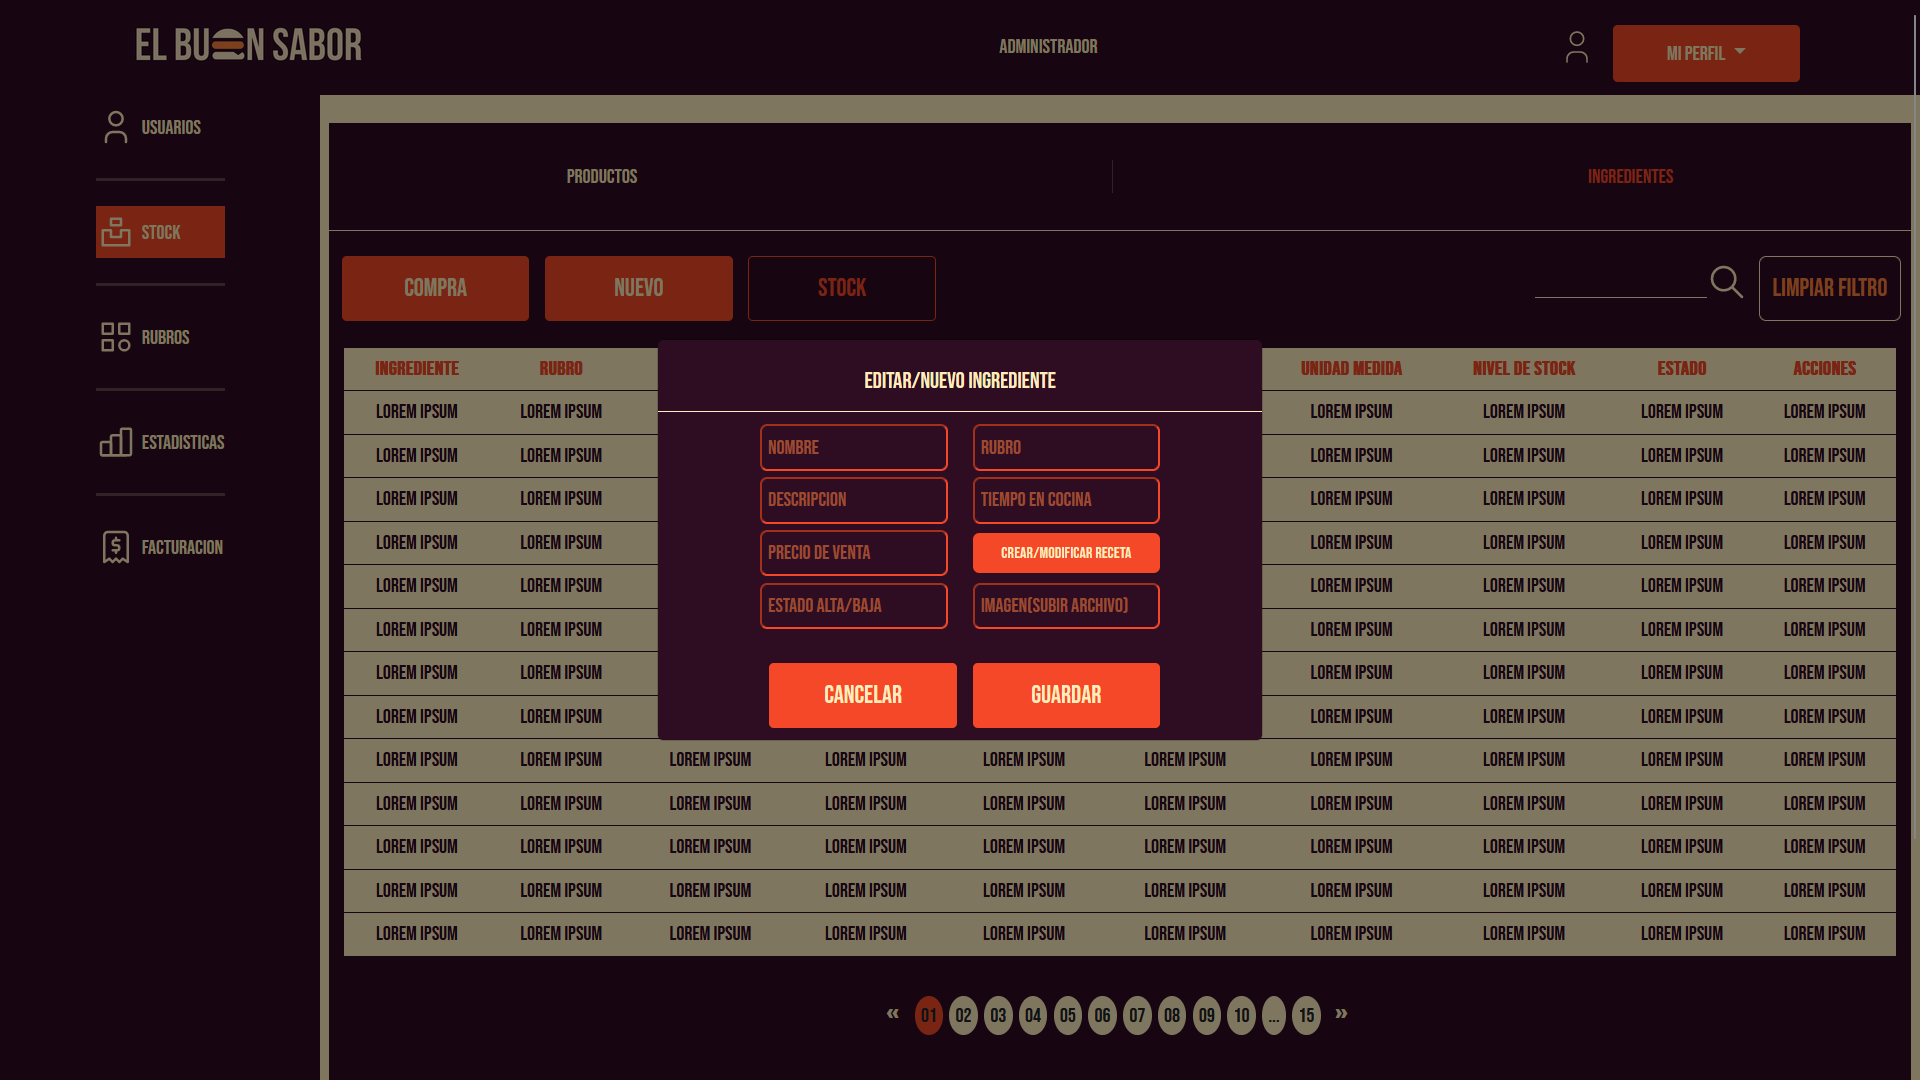 EL BUEN SABOR
ADMINISTRADOR
MI PERFIL
USUARIOS
STOCK
RUBROS
ESTADISTICAS
FACTURACION
PRODUCTOS
INGREDIENTES
COMPRA
NUEVO
STOCK
LIMPIAR FILTRO
INGREDIENTE RUBRO UNIDAD MEDIDA NIVEL DE STOCK ESTADO ACCIONES
LOREM IPSUM LOREM IPSUM LOREM IPSUM LOREM IPSUM LOREM IPSUM LOREM IPSUM
LOREM IPSUM LOREM IPSUM LOREM IPSUM LOREM IPSUM LOREM IPSUM LOREM IPSUM
LOREM IPSUM LOREM IPSUM LOREM IPSUM LOREM IPSUM LOREM IPSUM LOREM IPSUM
LOREM IPSUM LOREM IPSUM LOREM IPSUM LOREM IPSUM LOREM IPSUM LOREM IPSUM
LOREM IPSUM LOREM IPSUM LOREM IPSUM LOREM IPSUM LOREM IPSUM LOREM IPSUM
LOREM IPSUM LOREM IPSUM LOREM IPSUM LOREM IPSUM LOREM IPSUM LOREM IPSUM
LOREM IPSUM LOREM IPSUM LOREM IPSUM LOREM IPSUM LOREM IPSUM LOREM IPSUM
LOREM IPSUM LOREM IPSUM LOREM IPSUM LOREM IPSUM LOREM IPSUM LOREM IPSUM
LOREM IPSUM LOREM IPSUM LOREM IPSUM LOREM IPSUM LOREM IPSUM LOREM IPSUM LOREM IPSUM LOREM IPSUM LOREM IPSUM LOREM IPSUM
LOREM IPSUM LOREM IPSUM LOREM IPSUM LOREM IPSUM LOREM IPSUM LOREM IPSUM LOREM IPSUM LOREM IPSUM LOREM IPSUM LOREM IPSUM
LOREM IPSUM LOREM IPSUM LOREM IPSUM LOREM IPSUM LOREM IPSUM LOREM IPSUM LOREM IPSUM LOREM IPSUM LOREM IPSUM LOREM IPSUM
LOREM IPSUM LOREM IPSUM LOREM IPSUM LOREM IPSUM LOREM IPSUM LOREM IPSUM LOREM IPSUM LOREM IPSUM LOREM IPSUM LOREM IPSUM
LOREM IPSUM LOREM IPSUM LOREM IPSUM LOREM IPSUM LOREM IPSUM LOREM IPSUM LOREM IPSUM LOREM IPSUM LOREM IPSUM LOREM IPSUM
EDITAR/NUEVO INGREDIENTE
NOMBRE
RUBRO
DESCRIPCION
TIEMPO EN COCINA
PRECIO DE VENTA
CREAR/MODIFICAR RECETA
ESTADO ALTA/BAJA
IMAGEN(SUBIR ARCHIVO)
CANCELAR
GUARDAR
« 01 02 03 04 05 06 07 08 09 10 ... 15 »